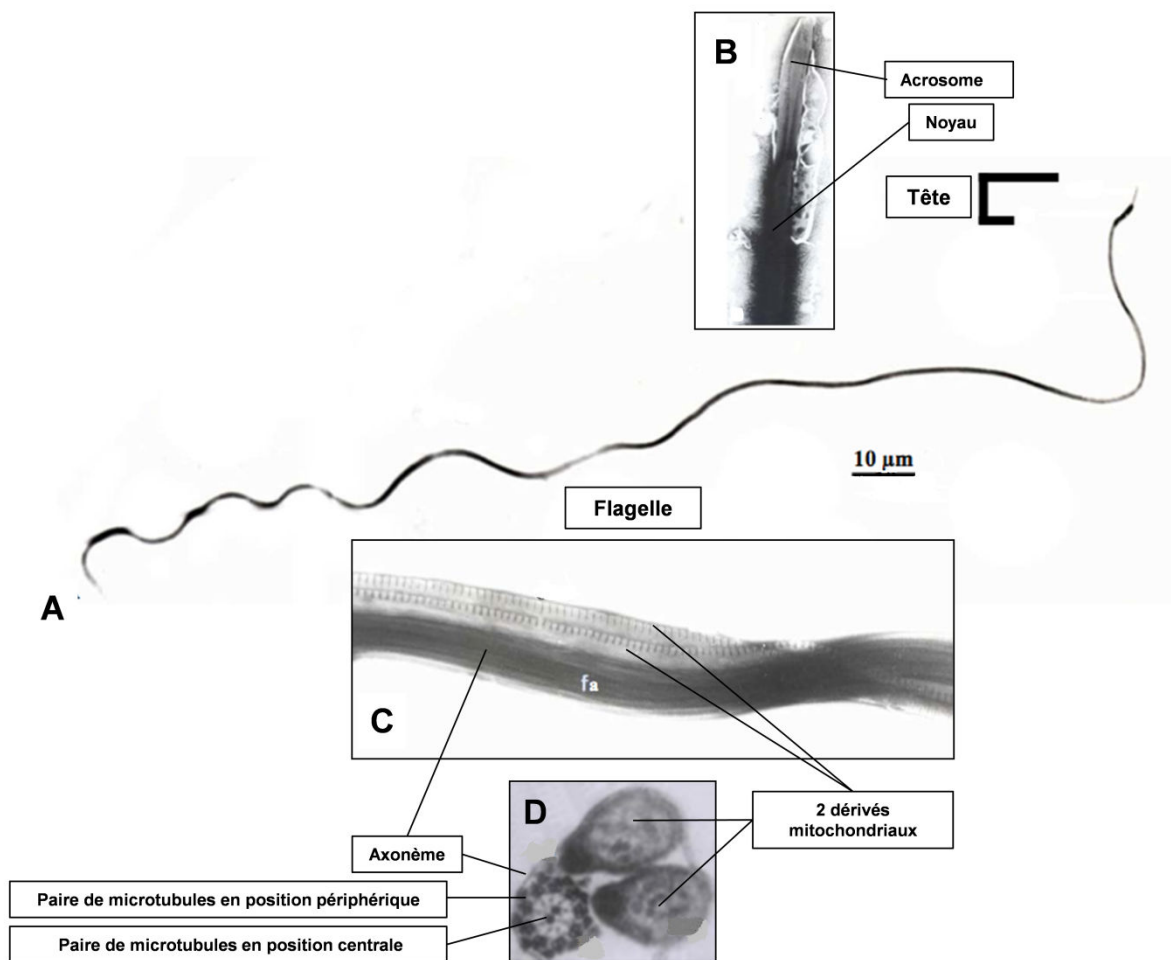 B
Acrosome
Noyau
Tête
10 µm
Flagelle
A
fa
C
D
2 dérivés
mitochondriaux
Axonème
Paire de microtubules en position périphérique
Paire de microtubules en position centrale